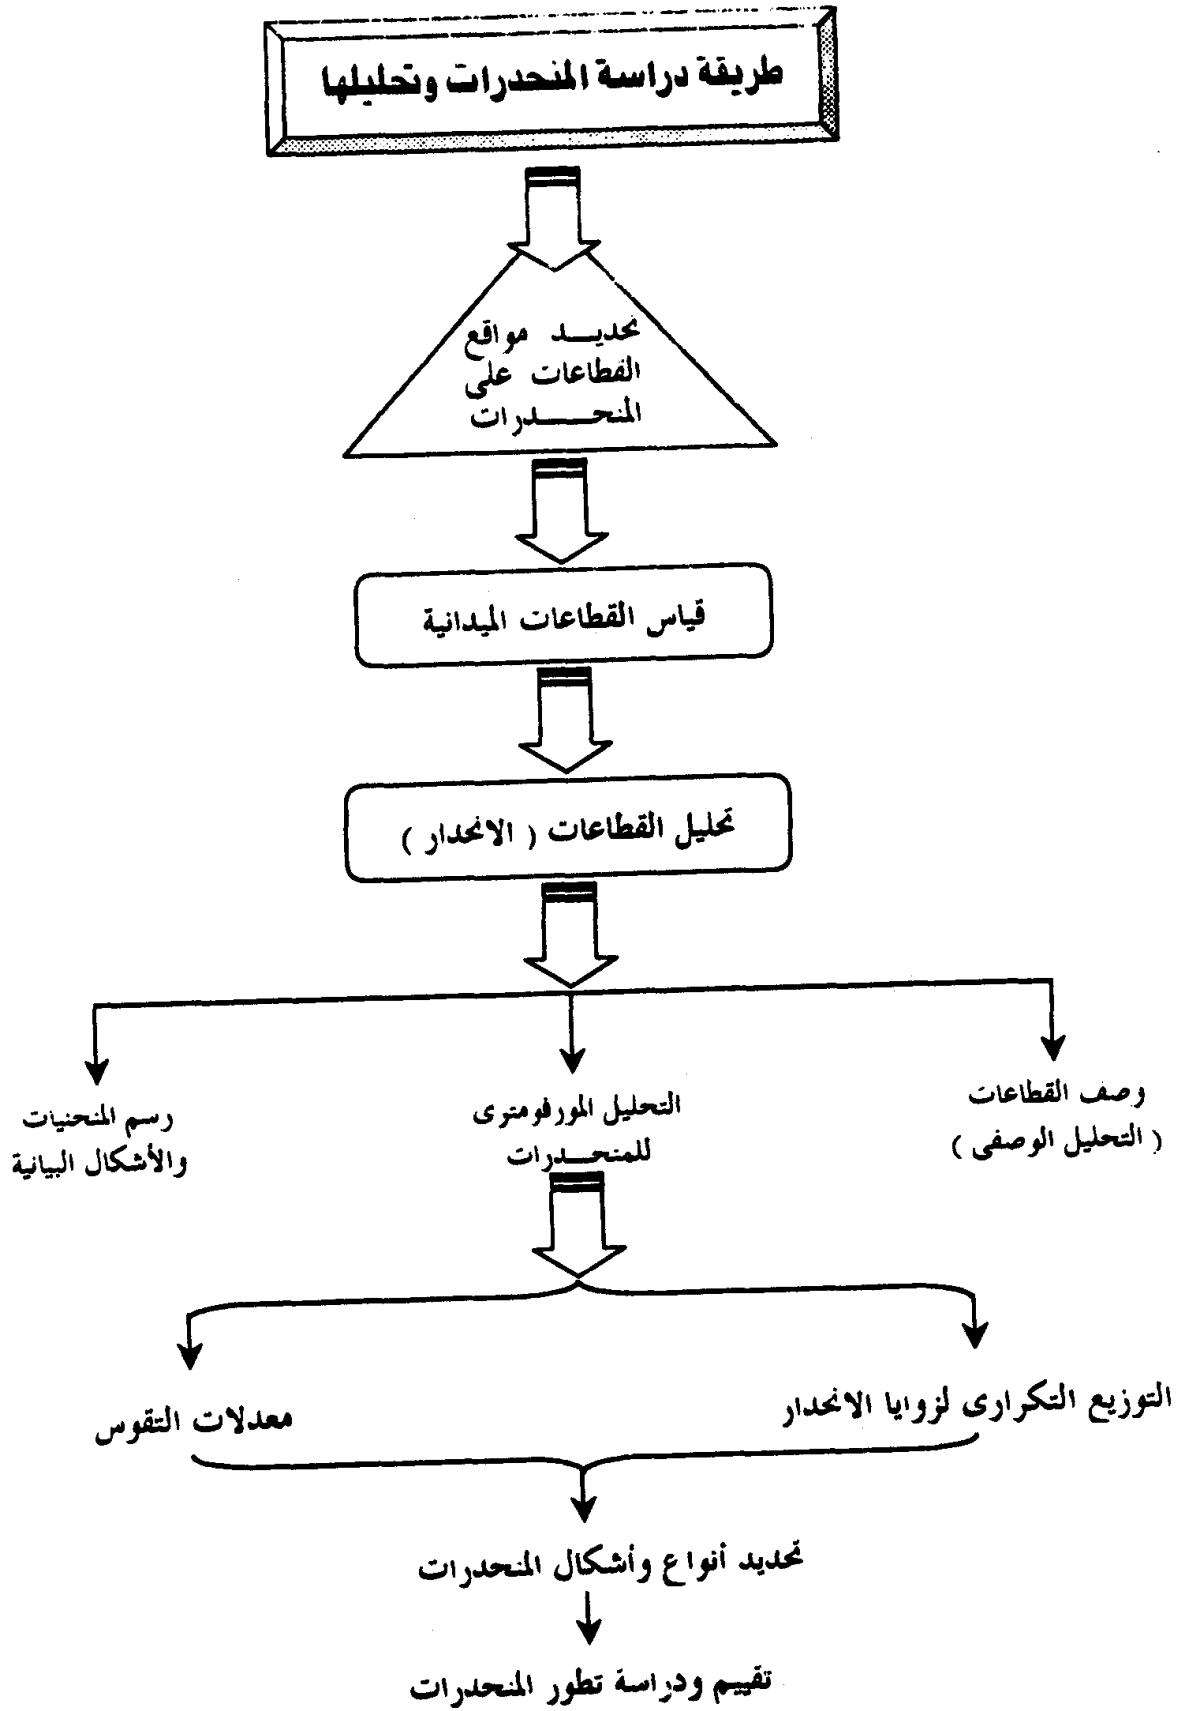 طريقة دراسة المنحدرات وتحليلها
تحديد مواقع
القطاعات على
المنحدرات
قياس القطاعات الميدانية
تحليل القطاعات ( الانحدار )
وصف القطاعات
( التحليل الوصفى )
التحليل المورفومترى
للمنحدرات
رسم المنحنيات
والأشكال البيانية
التوزيع التكرارى لزوايا الانحدار
معدلات التقوس
تحديد أنواع وأشكال المنحدرات
تقييم ودراسة تطور المنحدرات